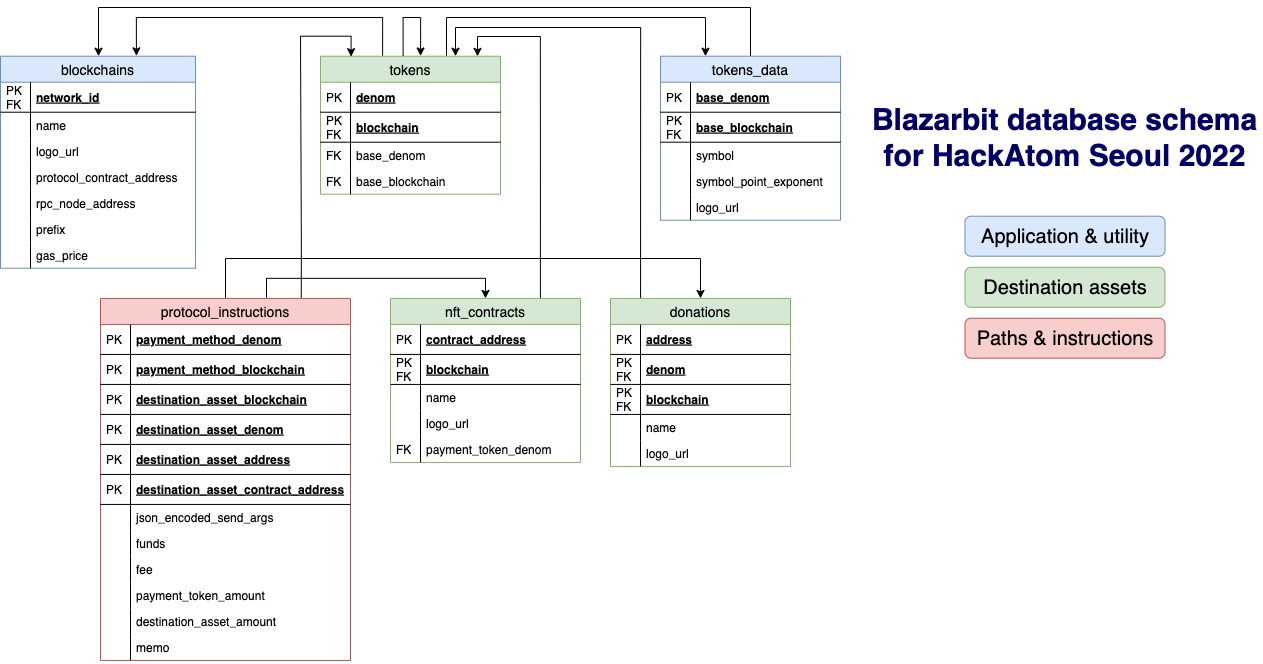 blockchains
PK
FK
network_id
name
logo_url
protocol_contract_address
rpc_node_address
prefix
gas_price
tokens
PK denom
PK
FK
blockchain
FK base_denom
FK base_blockchain
tokens_data
PK base_denom
PK
FK
base_blockchain
symbol
symbol_point_exponent
logo_url
Blazarbit database schema
for HackAtom Seoul 2022
Application & utility
Destination assets
Paths & instructions
protocol_instructions
PK payment_method_denom
PK payment_method_blockchain
PK destination_asset_blockchain
PK destination_asset_denom
PK destination_asset_address
PK destination_asset_contract_address
json_encoded_send_args
funds
fee
payment_token_amount
destination_asset_amount
memo
nft_contracts
PK contract_address
PK
FK
blockchain
name
logo_url
FK payment_token_denom
donations
PK address
PK
FK
denom
PK
FK
blockchain
name
logo_url